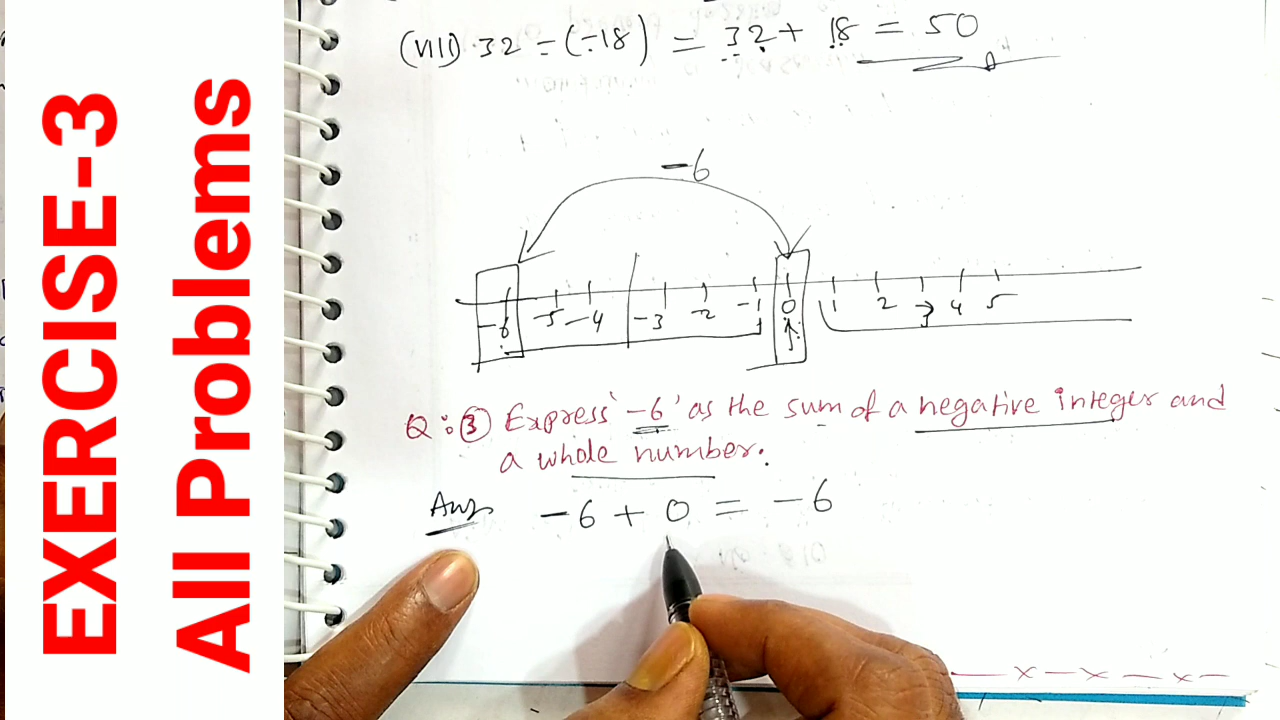 EXERCISE-3
All Problems
(VIII) 32 - (-18) = 32 + 18 = 50
-6
-6 -5 -4 -3 -2 -1 0 1 2 3 4 5
Q:③ Express '-6' as the sum of a negative integer and
a whole number.
Ans -6 + 0 = -6
x x x